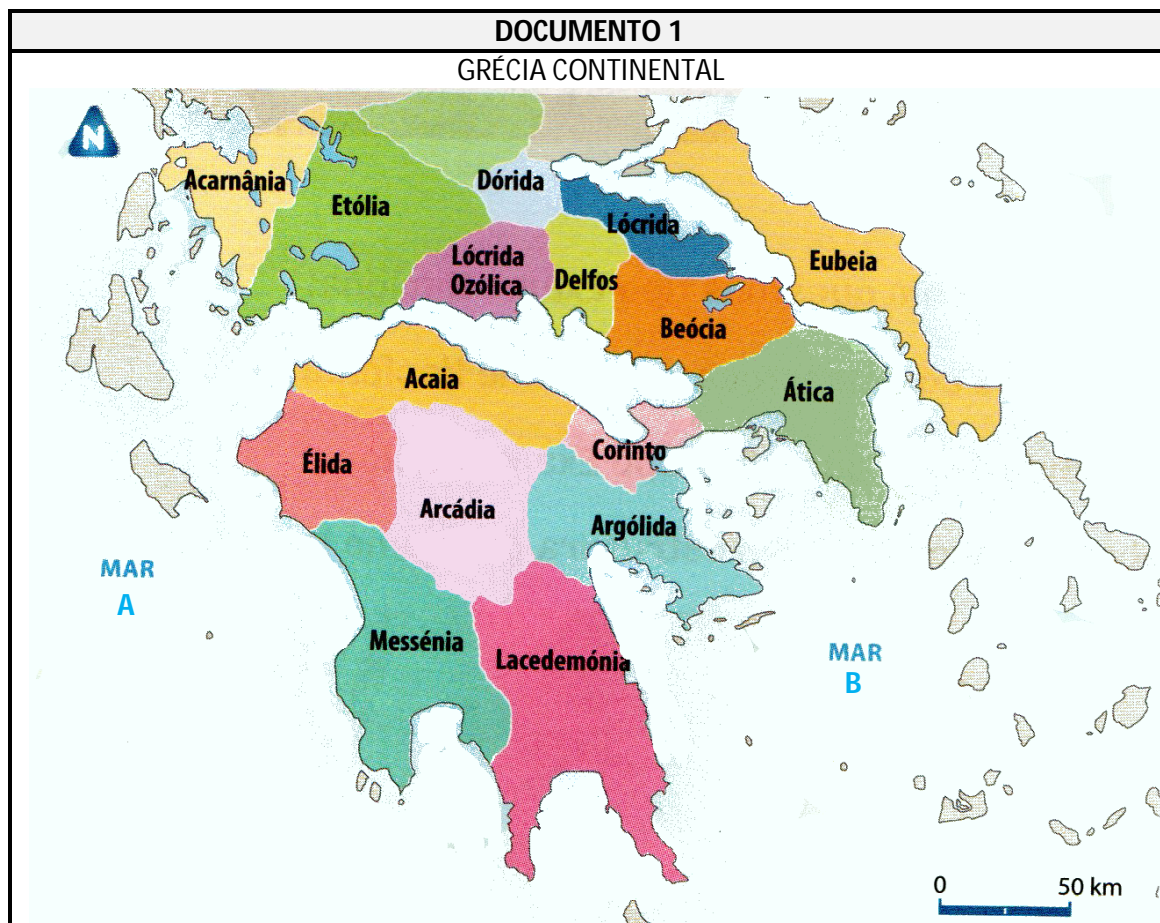 DOCUMENTO 1
GRÉCIA CONTINENTAL
N
Acarnânia
Etólia
Dórida
Lócrida
Eubeia
Lócrida
Ozólica
Delfos
Beócia
Acaia
Ática
Corinto
Élida
Arcádia
Argólida
MAR
A
Messénia
Lacedemónia
MAR
B
0 50 km